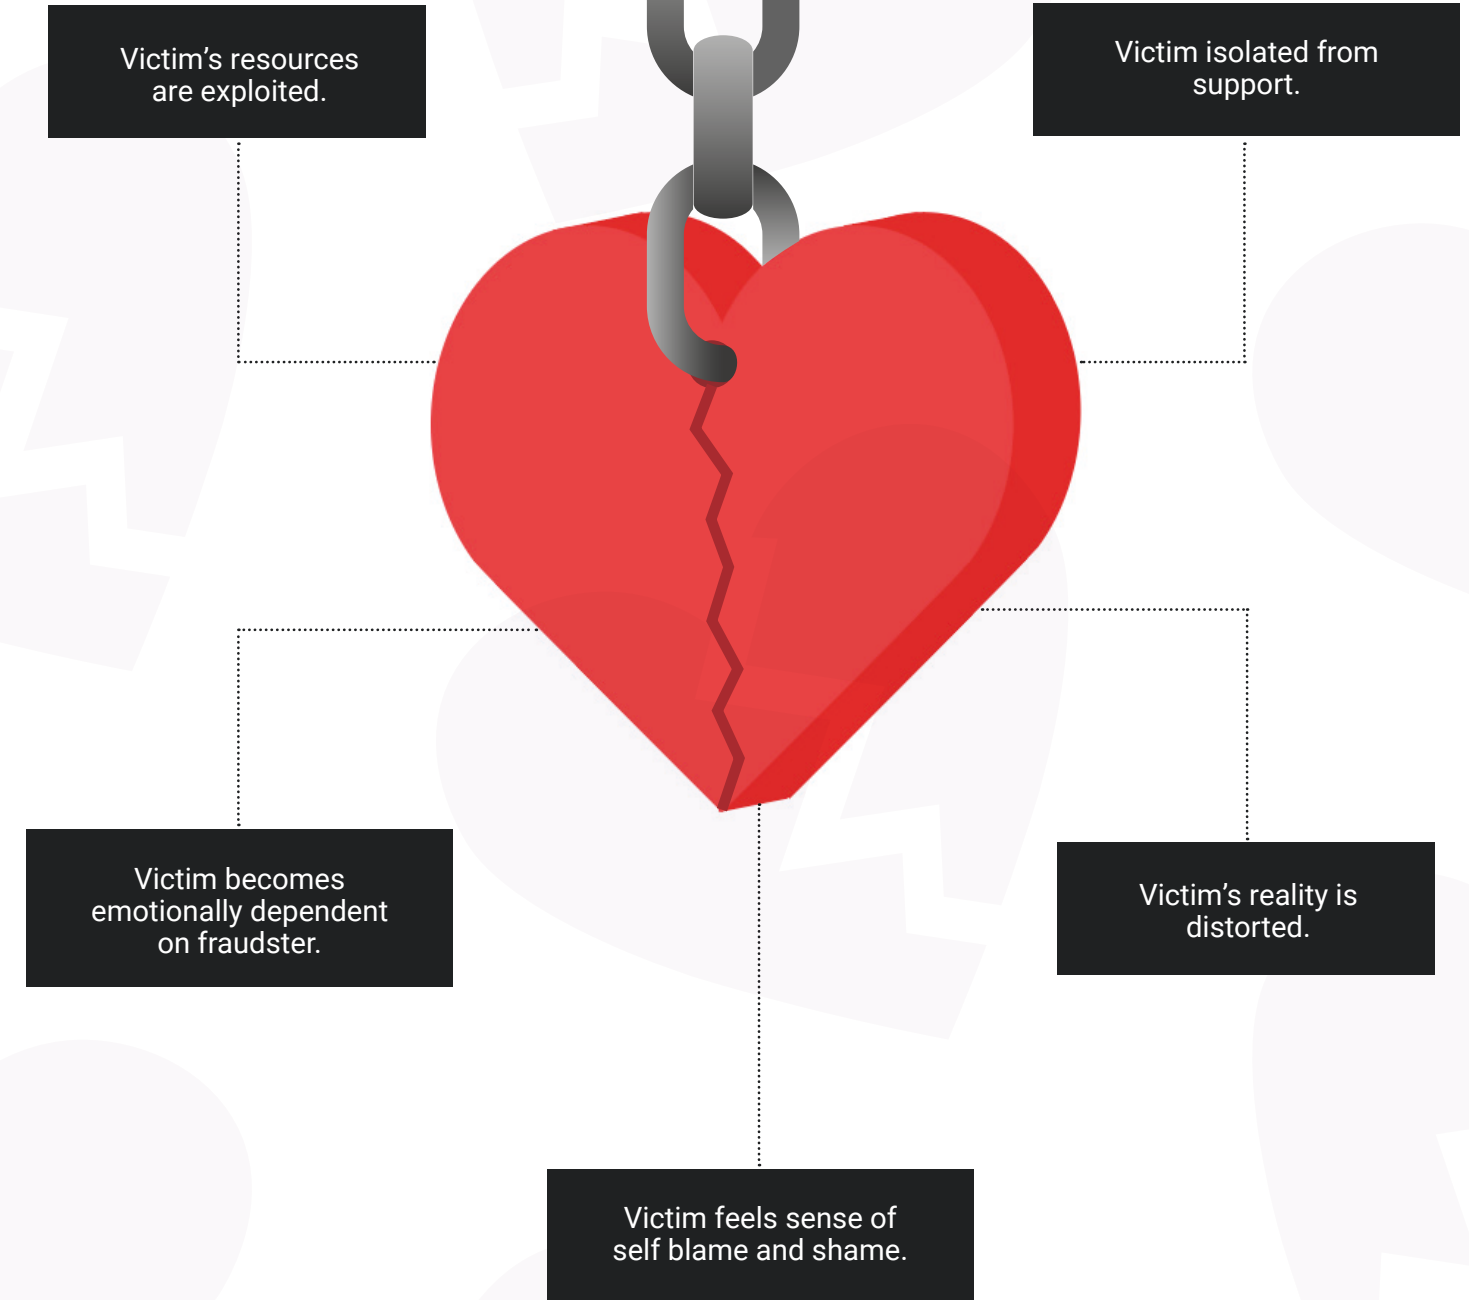 Victim’s resources
are exploited.
Victim isolated from
support.
Victim becomes
emotionally dependent
on fraudster.
Victim’s reality is
distorted.
Victim feels sense of
self blame and shame.